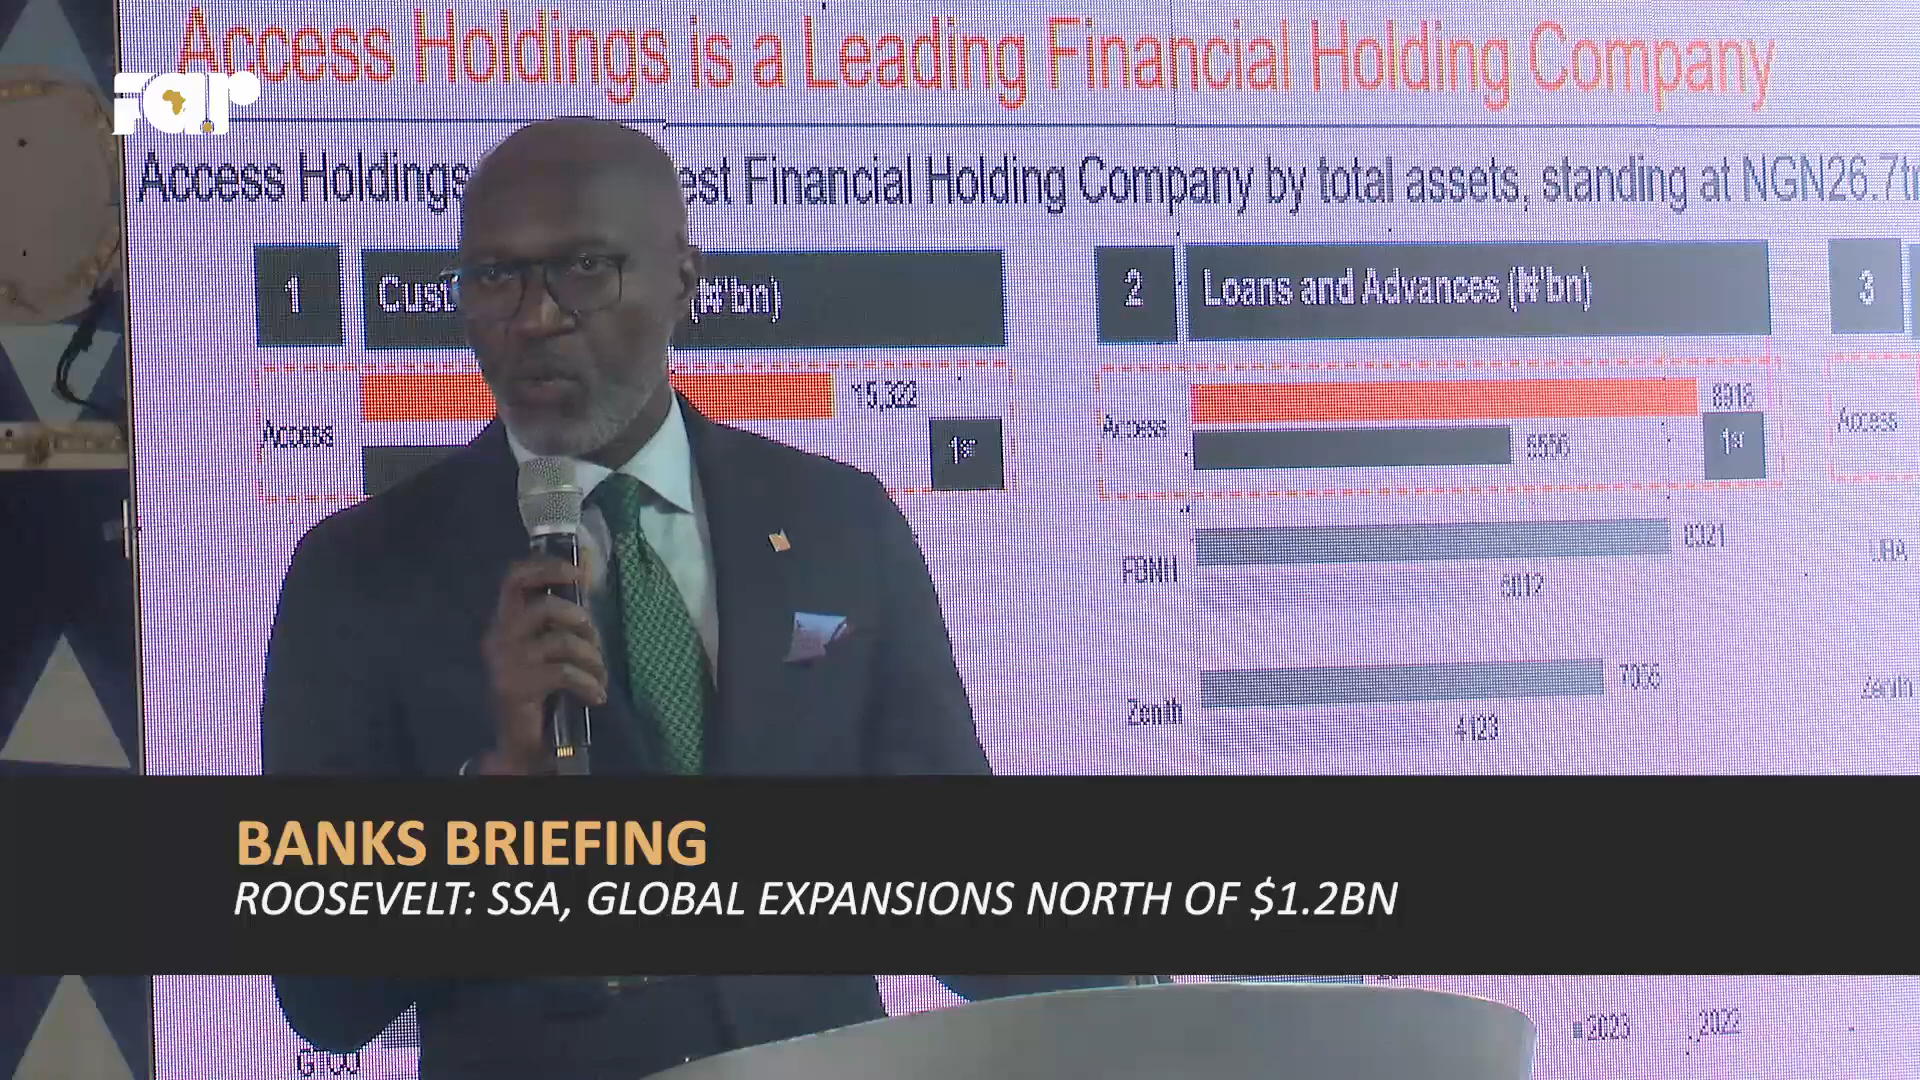 Access Holdings is a Leading Financial Holding Company
far
Access Holdings est Financial Holding Company by total assets, standing at NGN26.7tr
1
Cust (₦'bn)
2
Loans and Advances (₦'bn)
3
Access
15,322
1st
Access
8916
5556
1st
Access
FBNH
6012
UBA
Zenith
4123
Zenith
BANKS BRIEFING
ROOSEVELT: SSA, GLOBAL EXPANSIONS NORTH OF $1.2BN
2023
2022
GTCO